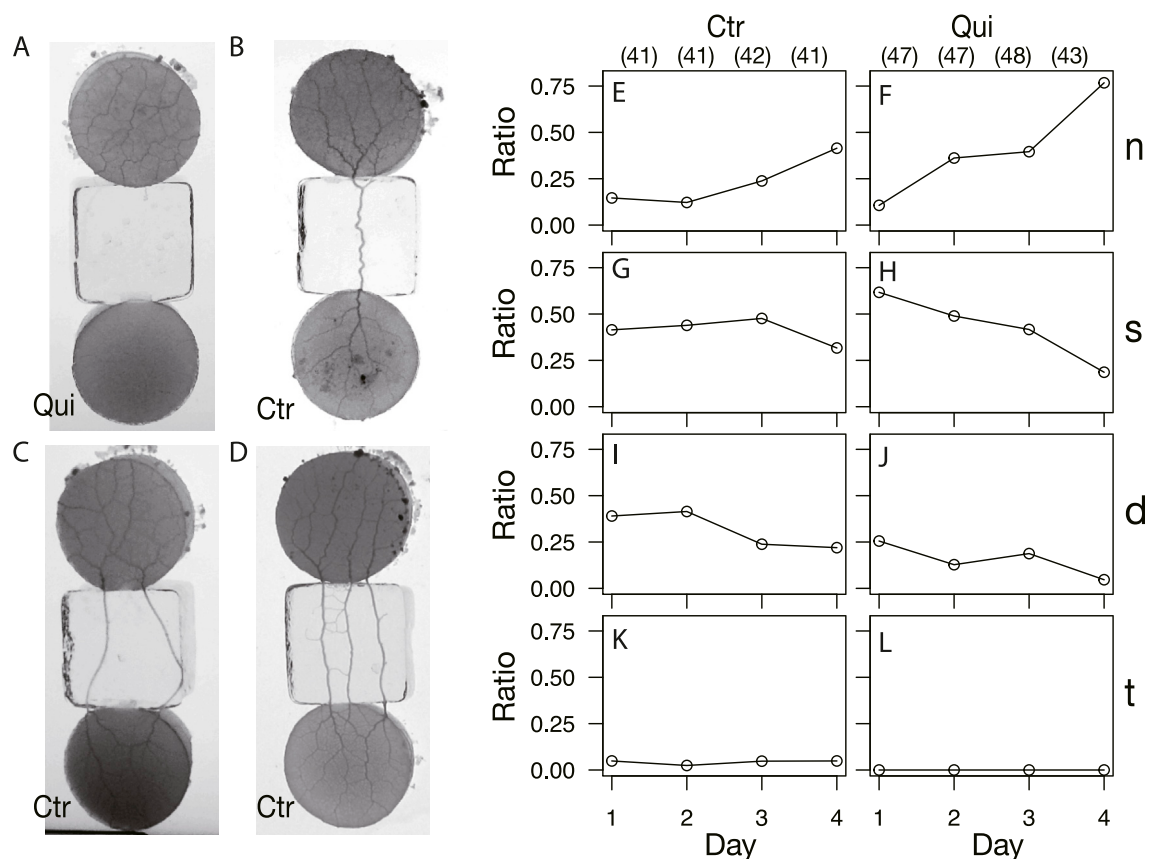 A
B
Qui
Ctr
C
D
Ctr
Ctr
Ctr Qui
(41) (41) (42) (41) (47) (47) (48) (43)
E F n
Ratio
0.75
0.50
0.25
0.00
G H s
Ratio
0.75
0.50
0.25
0.00
I J d
Ratio
0.75
0.50
0.25
0.00
K L t
Ratio
0.75
0.50
0.25
0.00
1 2 3 4 1 2 3 4
Day Day